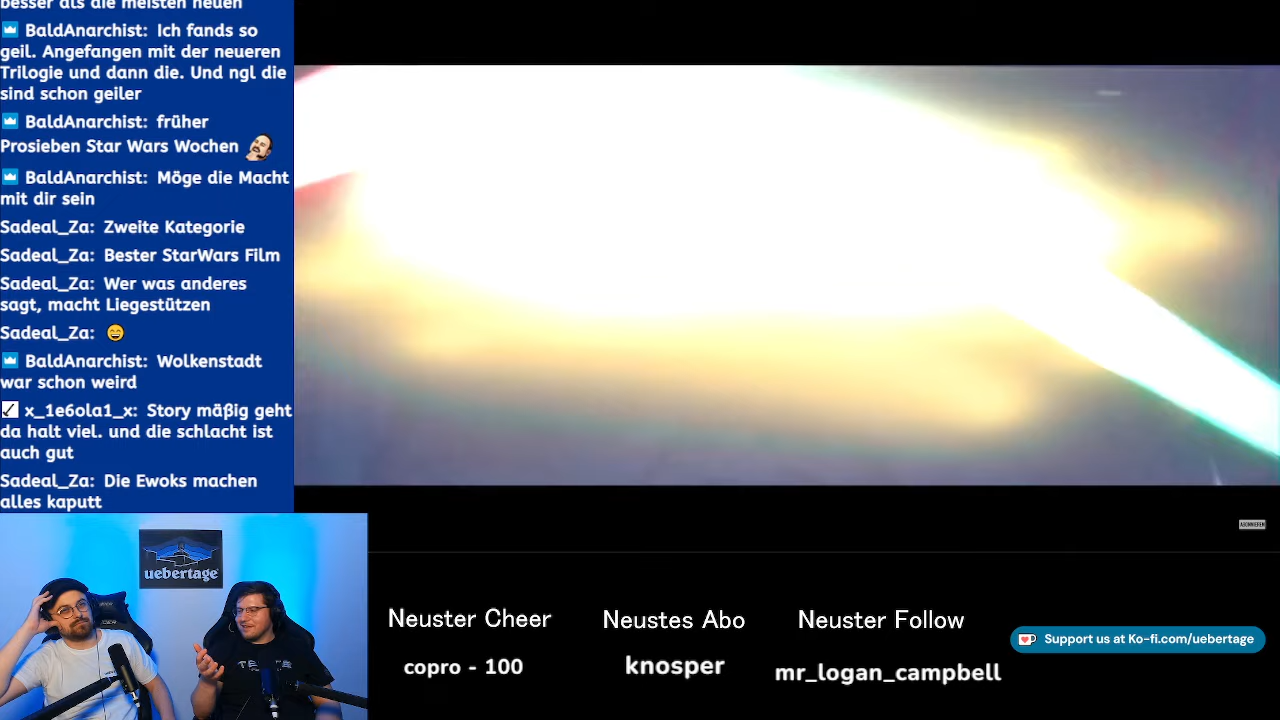 besser als die meisten neuen
BaldAnarchist: Ich fands so
geil. Angefangen mit der neueren
Trilogie und dann die. Und ngl die
sind schon geiler
BaldAnarchist: früher
Prosieben Star Wars Wochen
BaldAnarchist: Möge die Macht
mit dir sein
Sadeal_Za: Zweite Kategorie
Sadeal_Za: Bester StarWars Film
Sadeal_Za: Wer was anderes
sagt, macht Liegestützen
Sadeal_Za: 😄
BaldAnarchist: Wolkenstadt
war schon weird
x_1e6ola1_x: Story mäßig geht
da halt viel. und die schlacht ist
auch gut
Sadeal_Za: Die Ewoks machen
alles kaputt
ABONNIEREN
uebertage
Neuster Cheer
copro - 100
Neustes Abo
knosper
Neuster Follow
mr_logan_campbell
Support us at Ko-fi.com/uebertage